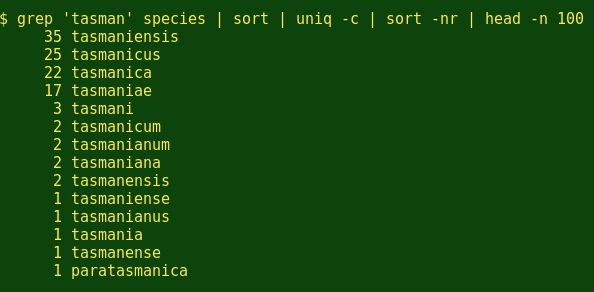 $ grep 'tasman' species | sort | uniq -c | sort -nr | head -n 100
35 tasmaniensis
25 tasmanicus
22 tasmanica
17 tasmaniae
3 tasmani
2 tasmanicum
2 tasmanianum
2 tasmaniana
2 tasmanensis
1 tasmaniense
1 tasmanianus
1 tasmania
1 tasmanense
1 paratasmanica